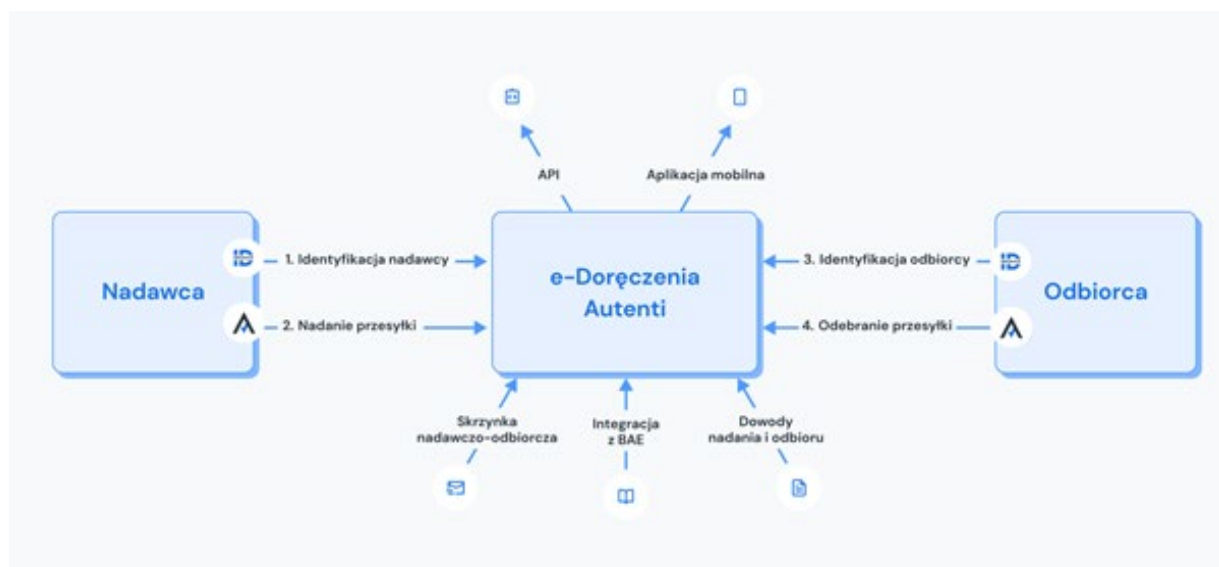 API
Aplikacja mobilna
Nadawca
1. Identyfikacja nadawcy
2. Nadanie przesyłki
e-Doręczenia
Autenti
3. Identyfikacja odbiorcy
4. Odebranie przesyłki
Odbiorca
Skrzynka
nadawczo-odbiorcza
Integracja
z BAE
Dowody
nadania i odbioru